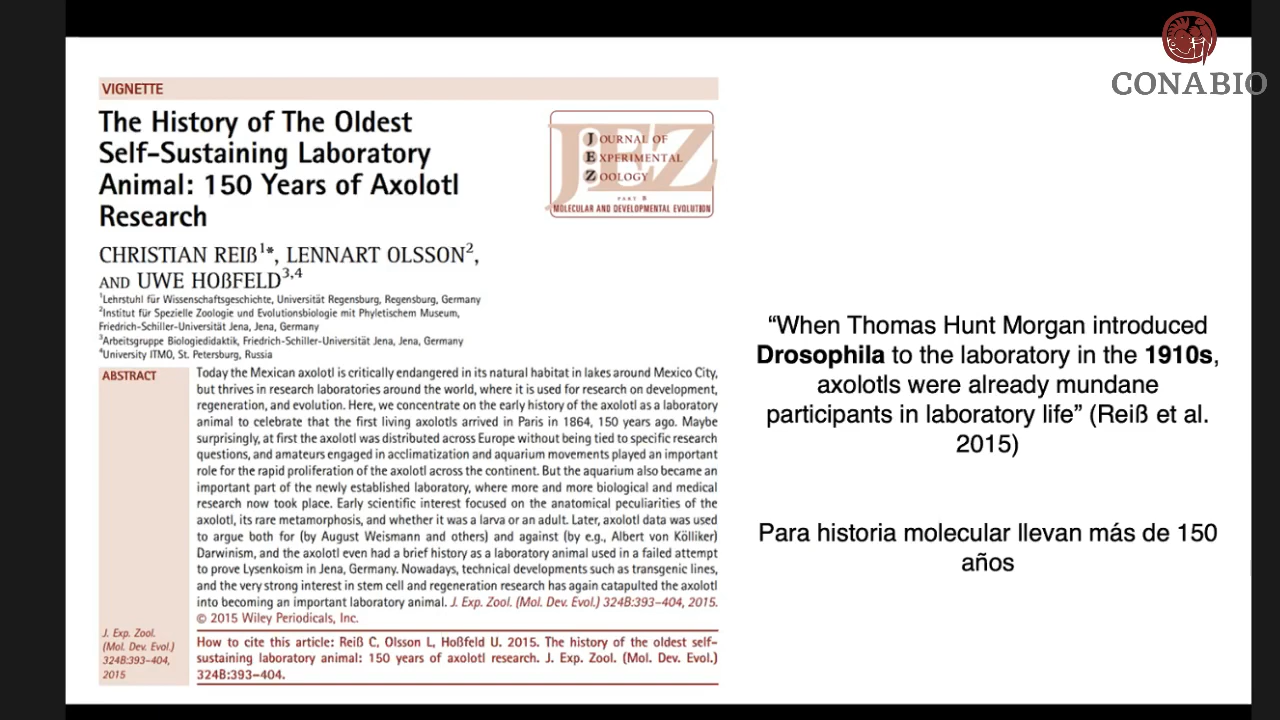 CONABIO
VIGNETTE
The History of The Oldest
Self-Sustaining Laboratory
Animal: 150 Years of Axolotl
Research
JEZ
JOURNAL OF
EXPERIMENTAL
ZOOLOGY
PART B
MOLECULAR AND DEVELOPMENTAL EVOLUTION
CHRISTIAN REIß1*, LENNART OLSSON2,
AND UWE HOßFELD3,4
1Lehrstuhl für Wissenschaftsgeschichte, Universität Regensburg, Regensburg, Germany
2Institut für Spezielle Zoologie und Evolutionsbiologie mit Phyletischem Museum,
Friedrich-Schiller-Universität Jena, Jena, Germany
3Arbeitsgruppe Biologiedidaktik, Friedrich-Schiller-Universität Jena, Jena, Germany
4University ITMO, St. Petersburg, Russia
ABSTRACT
Today the Mexican axolotl is critically endangered in its natural habitat in lakes around Mexico City,
but thrives in research laboratories around the world, where it is used for research on development,
regeneration, and evolution. Here, we concentrate on the early history of the axolotl as a laboratory
animal to celebrate that the first living axolotls arrived in Paris in 1864, 150 years ago. Maybe
surprisingly, at first the axolotl was distributed across Europe without being tied to specific research
questions, and amateurs engaged in acclimatization and aquarium movements played an important
role for the rapid proliferation of the axolotl across the continent. But the aquarium also became an
important part of the newly established laboratory, where more and more biological and medical
research now took place. Early scientific interest focused on the anatomical peculiarities of the
axolotl, its rare metamorphosis, and whether it was a larva or an adult. Later, axolotl data was used
to argue both for (by August Weismann and others) and against (by e.g., Albert von Kölliker)
Darwinism, and the axolotl even had a brief history as a laboratory animal used in a failed attempt
to prove Lysenkoism in Jena, Germany. Nowadays, technical developments such as transgenic lines,
and the very strong interest in stem cell and regeneration research has again catapulted the axolotl
into becoming an important laboratory animal. J. Exp. Zool. (Mol. Dev. Evol.) 324B:393–404, 2015.
© 2015 Wiley Periodicals, Inc.
J. Exp. Zool.
(Mol. Dev. Evol.)
324B:393–404,
2015
How to cite this article: Reiß C, Olsson L, Hoßfeld U. 2015. The history of the oldest self-
sustaining laboratory animal: 150 years of axolotl research. J. Exp. Zool. (Mol. Dev. Evol.)
324B:393–404.
“When Thomas Hunt Morgan introduced
Drosophila to the laboratory in the 1910s,
axolotls were already mundane
participants in laboratory life” (Reiß et al.
2015)
Para historia molecular llevan más de 150
años